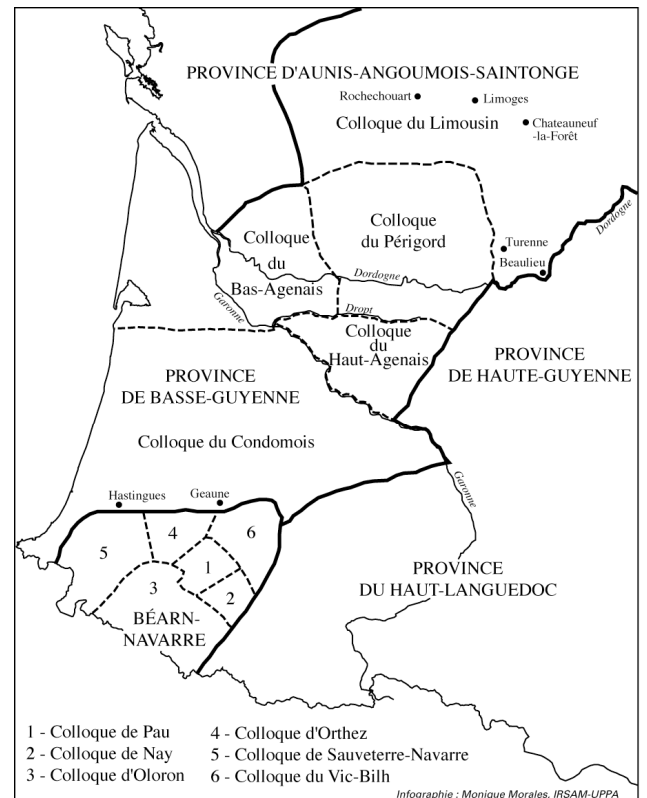 PROVINCE D'AUNIS-ANGOUMOIS-SAINTONGE
Rochechouart
Limoges
Colloque du Limousin
Chateauneuf
-la-Forêt
Colloque
du Périgord
Colloque
du
Bas-Agenais
Turenne
Beaulieu
Dordogne
Dordogne
Garonne
Dropt
Colloque
du
Haut-Agenais
PROVINCE
DE HAUTE-GUYENNE
PROVINCE
DE BASSE-GUYENNE
Colloque du Condomois
Garonne
Hastingues
Geaune
5
4
6
1
3
2
BÉARN-
NAVARRE
PROVINCE
DU HAUT-LANGUEDOC
1 - Colloque de Pau
2 - Colloque de Nay
3 - Colloque d'Oloron
4 - Colloque d'Orthez
5 - Colloque de Sauveterre-Navarre
6 - Colloque du Vic-Bilh
Infographie : Monique Morales, IRSAM-UPPA